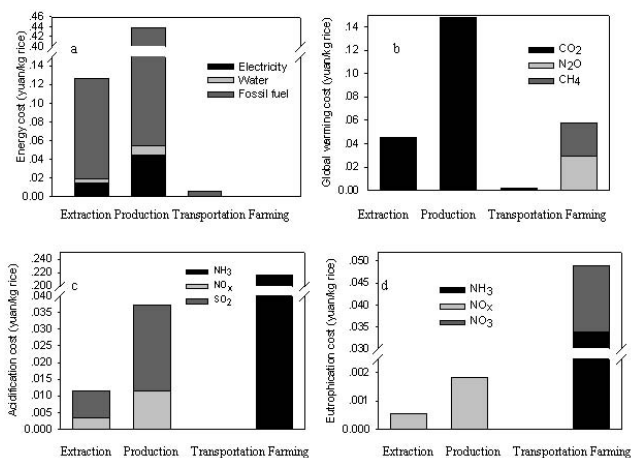 .46
.44
.42
.40
.14
.12
.10
.08
.06
.04
.02
0.00
Energy cost (yuan/kg rice)
a
Electricity
Water
Fossil fuel
Extraction Production Transportation Farming
.14
.12
.10
.08
.06
.04
.02
0.00
Global warming cost (yuan/kg rice)
b
CO2
N2O
CH4
Extraction Production Transportation Farming
.240
.220
.200
.040
.035
.030
.025
.020
.015
.010
.005
0.000
Acidification cost (yuan/kg rice)
c
NH3
NOx
SO2
Extraction Production Transportation Farming
.050
.040
.030
.002
.001
0.000
Eutrophication cost (yuan/kg rice)
d
NH3
NOX
NO3
Extraction Production Transportation Farming